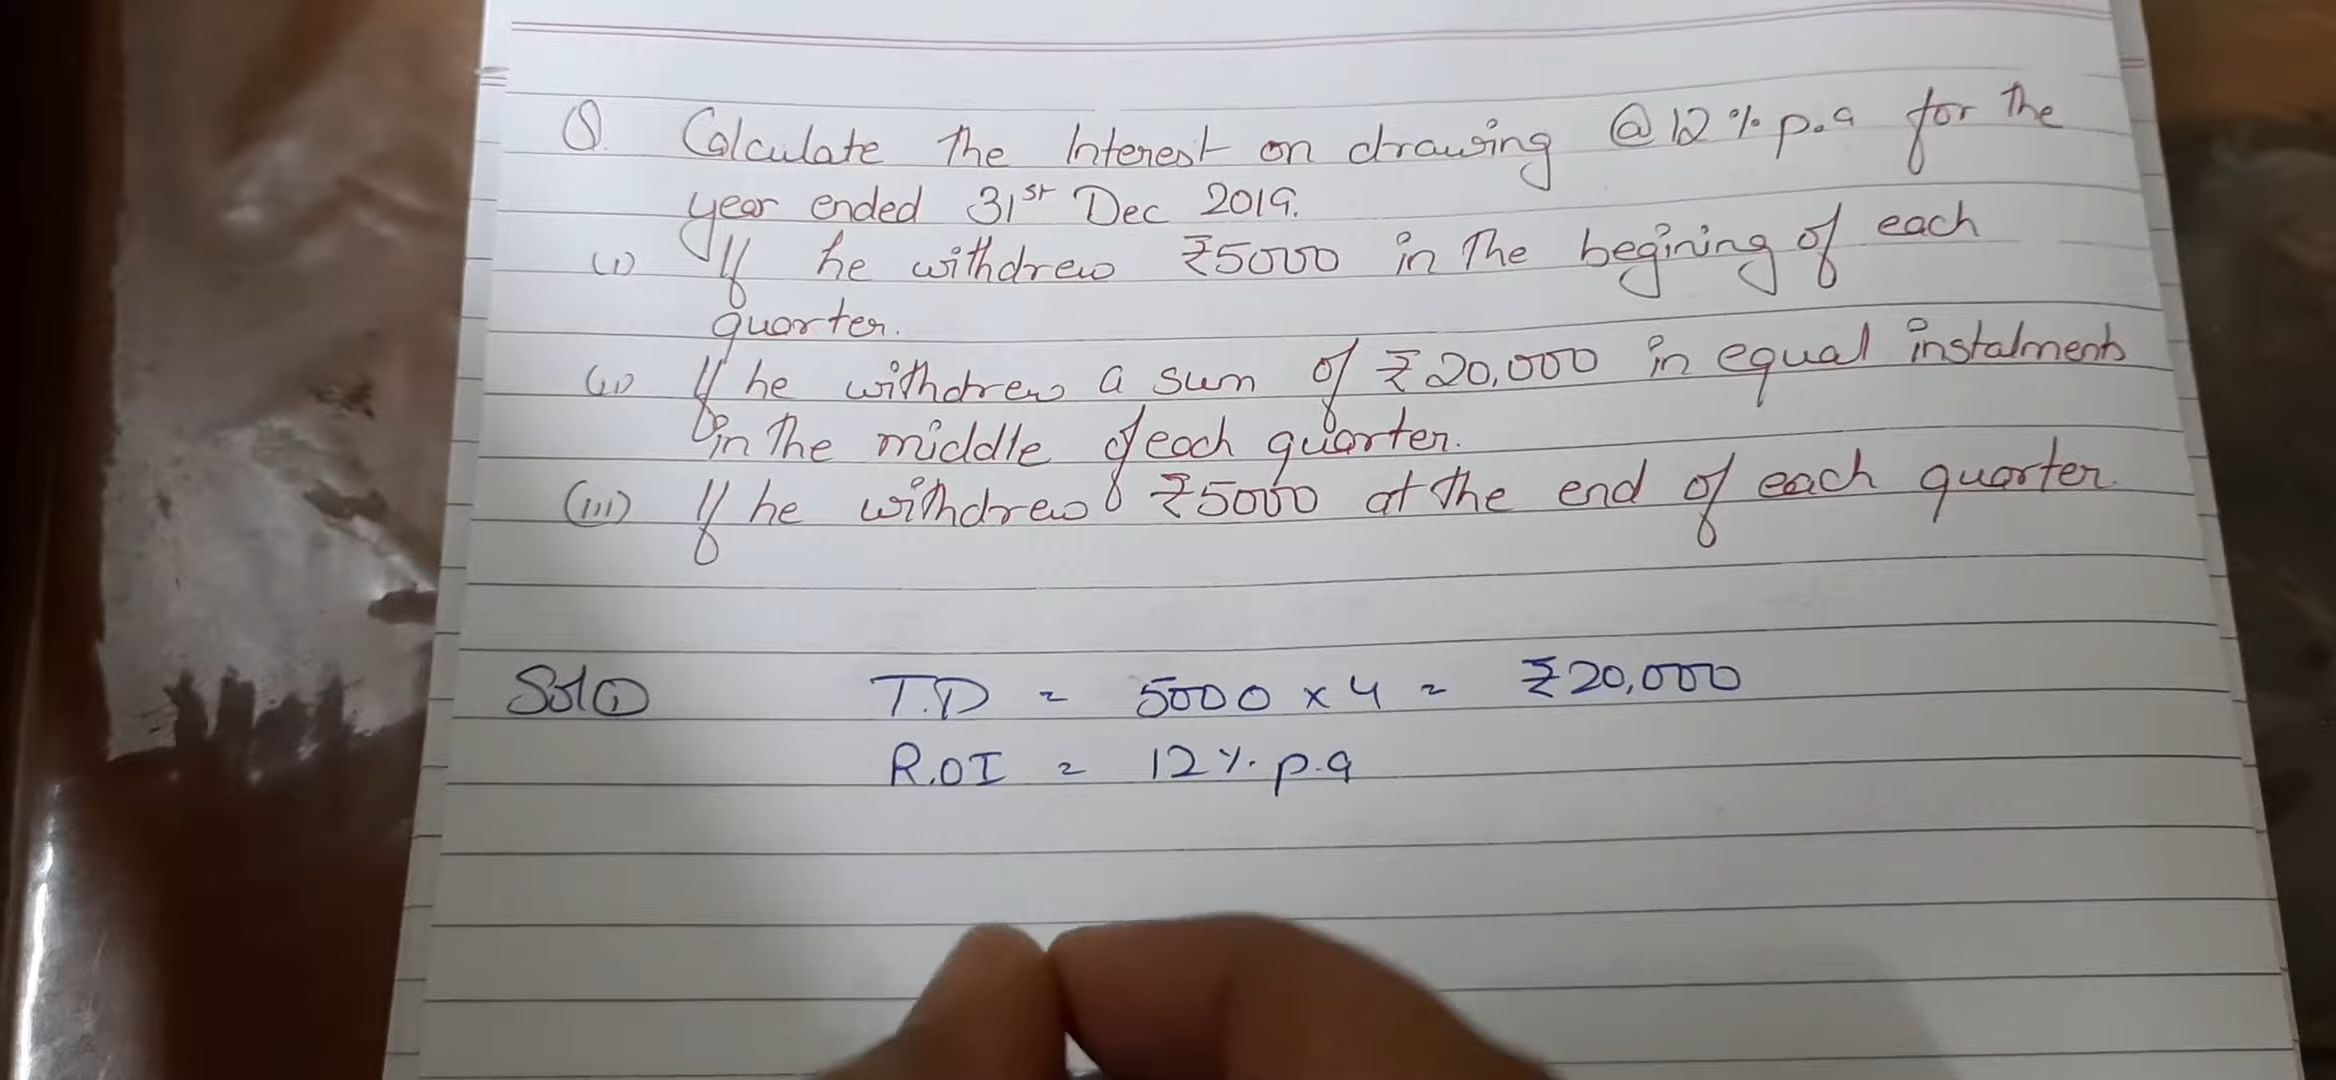 Q. Calculate the Interest on drawing @ 12 % p.a for the
year ended 31st Dec 2019.
(i) If he withdrew ₹5000 in the begining of each
quarter.
(ii) If he withdrew a sum of ₹20,000 in equal instalments
in the middle of each quarter.
(iii) If he withdrew ₹5000 at the end of each quarter.
Sol ① T.D = 5000 x 4 = ₹20,000
R.OI = 12 % p.a